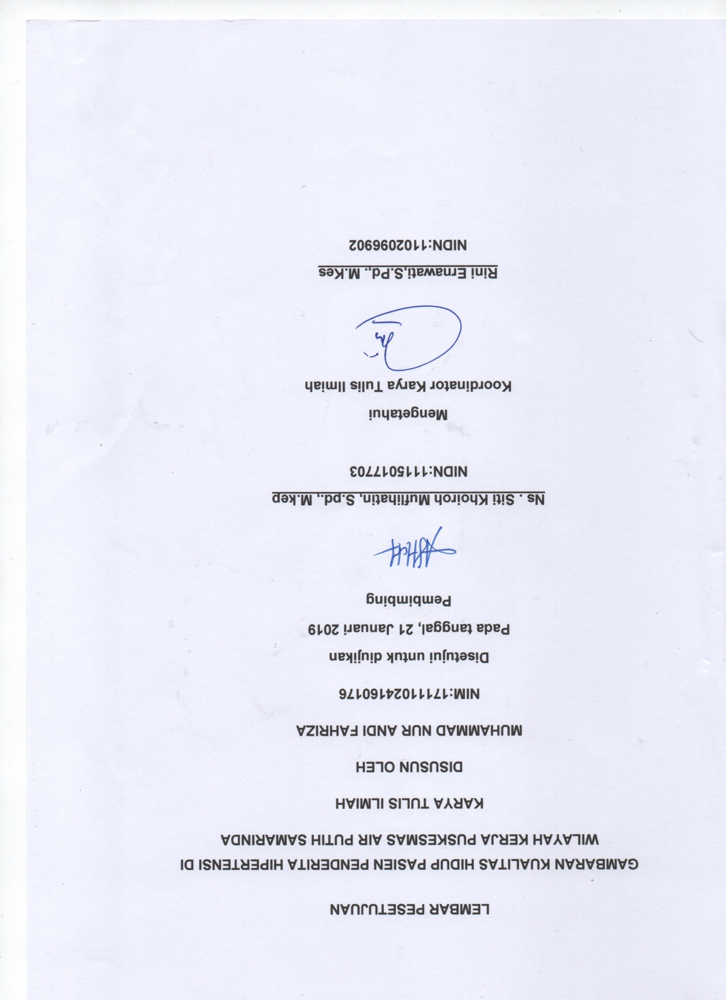 LEMBAR PESETUJUAN
GAMBARAN KUALITAS HIDUP PASIEN PENDERITA HIPERTENSI DI
WILAYAH KERJA PUSKESMAS AIR PUTIH SAMARINDA
KARYA TULIS ILMIAH
DISUSUN OLEH
MUHAMMAD NUR ANDI FAHRIZA
NIM:17111024160176
Disetujui untuk diujikan
Pada tanggal, 21 Januari 2019
Pembimbing
Ns . Siti Khoiroh Muflihatin, S.pd., M.kep
NIDN:1115017703
Mengetahui
Koordinator Karya Tulis Ilmiah
Rini Ernawati,S.Pd., M.Kes
NIDN:1102096902